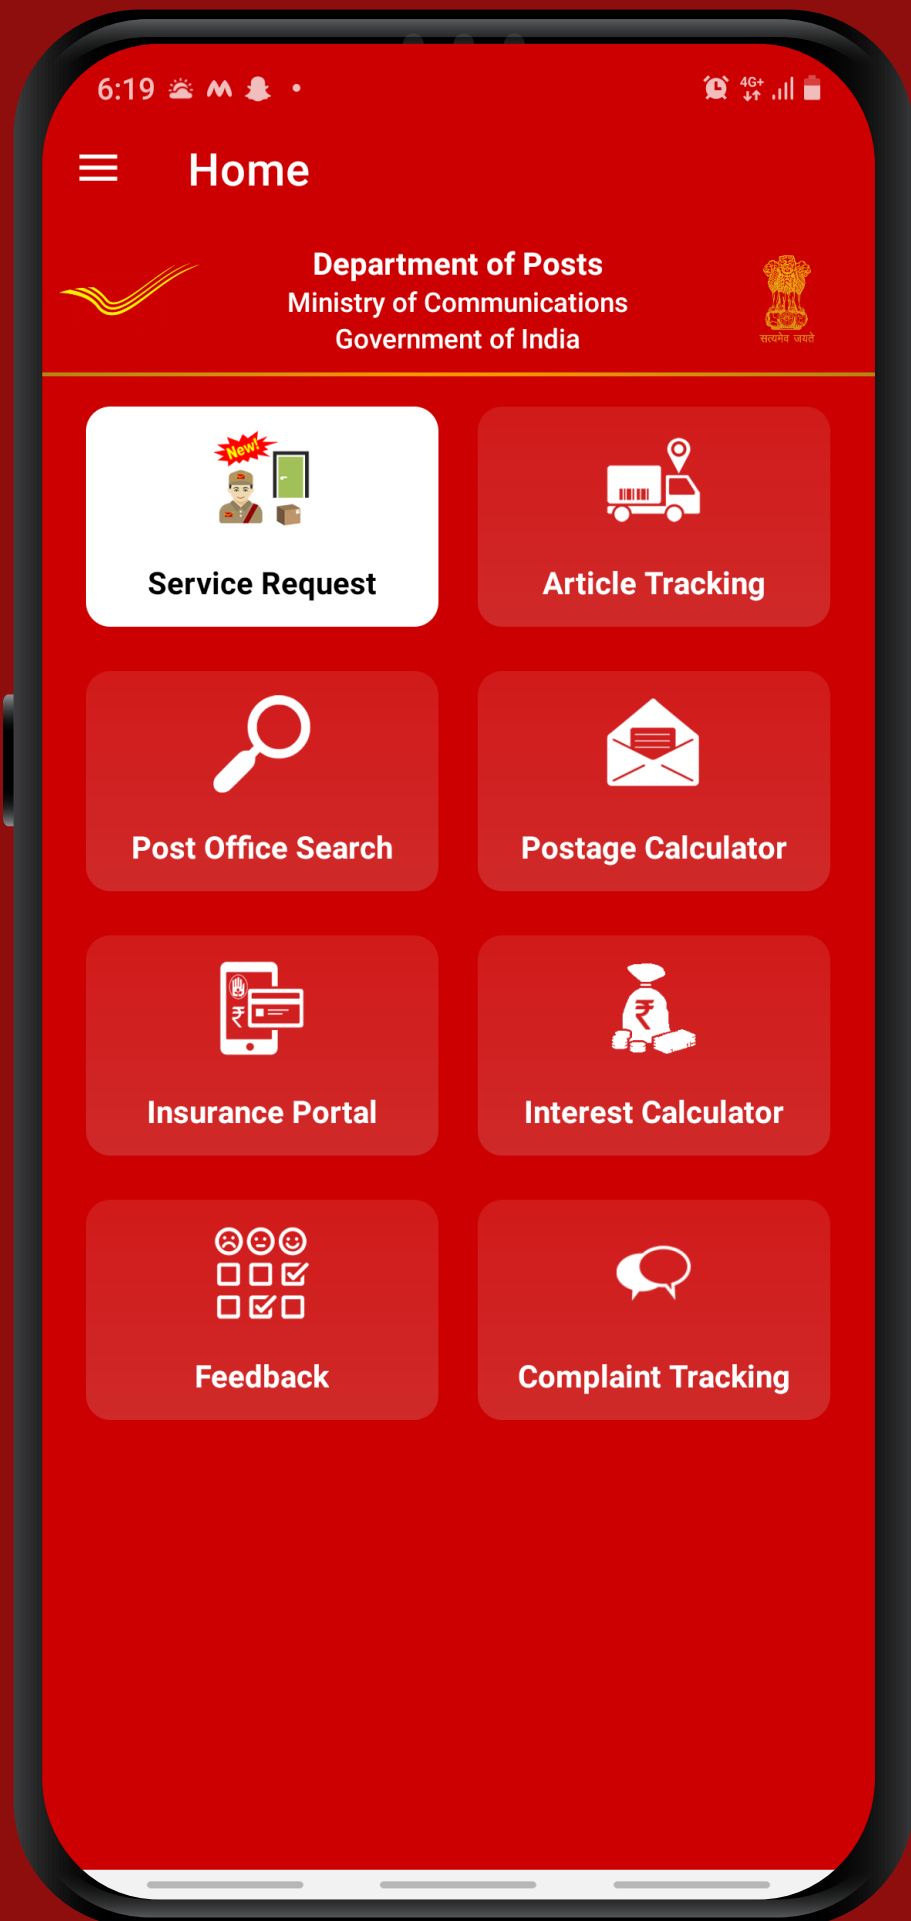 6:19
4G+
Home
Department of Posts
Ministry of Communications
Government of India
सत्यमेव जयते
New!
Service Request
Article Tracking
Post Office Search
Postage Calculator
₹
Insurance Portal
₹
Interest Calculator
Feedback
Complaint Tracking